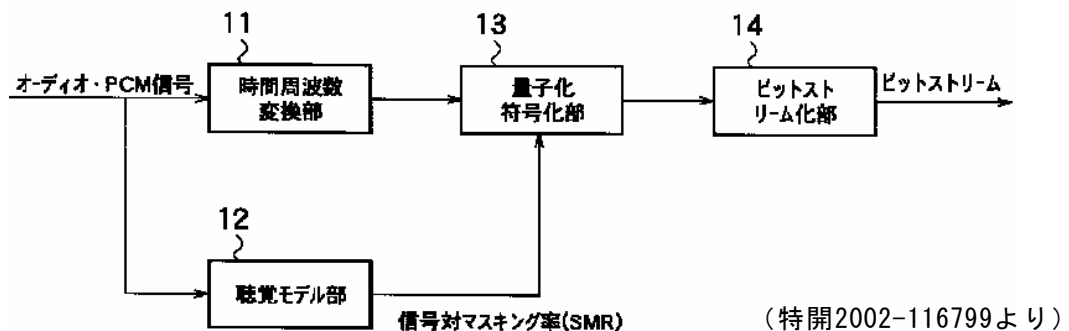 11
13
14
オーディオ・PCM信号
時間周波数
変換部
量子化
符号化部
ビットスト
リーム化部
ビットストリーム
12
聴覚モデル部
信号対マスキング率(SMR)
(特開2002-116799より)